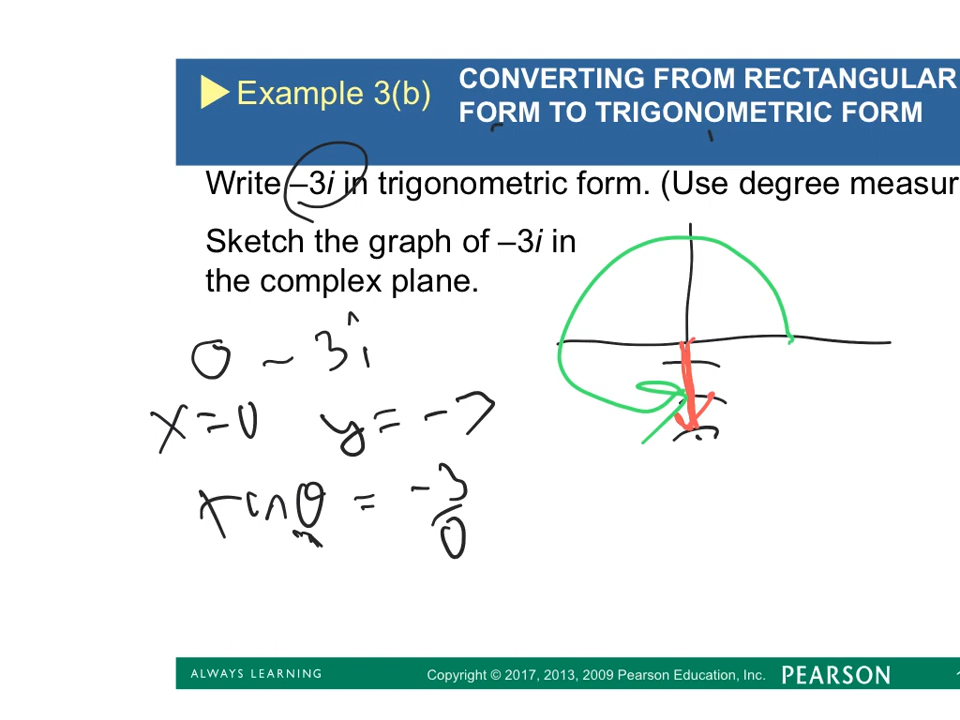 Example 3(b)
CONVERTING FROM RECTANGULAR
FORM TO TRIGONOMETRIC FORM
Write –3i in trigonometric form. (Use degree measur
Sketch the graph of –3i in
the complex plane.
0 – 3i
x = 0 y = -
tan θ = -3/0
ALWAYS LEARNING
Copyright © 2017, 2013, 2009 Pearson Education, Inc.
PEARSON